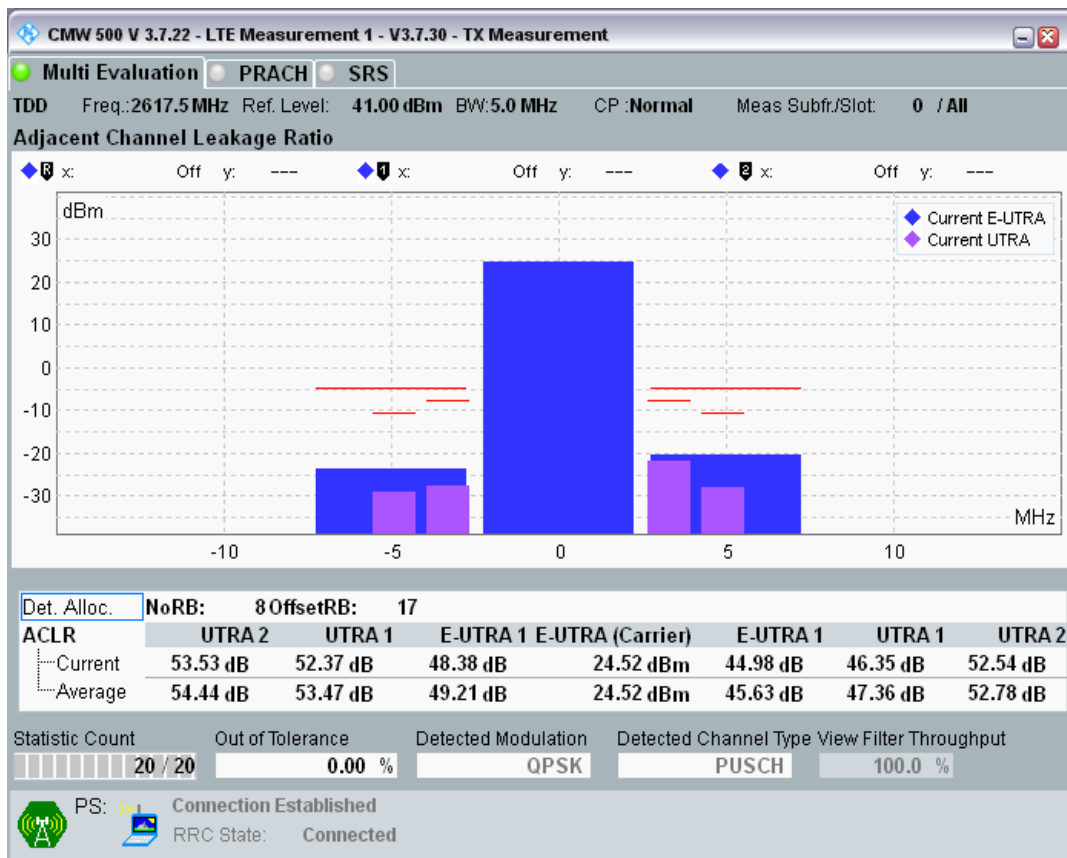 CMW 500 V 3.7.22 - LTE Measurement 1 - V3.7.30 - TX Measurement
Multi Evaluation PRACH SRS
TDD Freq.:2617.5 MHz Ref. Level: 41.00 dBm BW:5.0 MHz CP :Normal Meas Subfr./Slot: 0 / All
Adjacent Channel Leakage Ratio
R x: Off y: --- 1 x: Off y: --- 2 x: Off y: ---
dBm
Current E-UTRA
Current UTRA
30
20
10
0
-10
-20
-30
MHz
-10 -5 0 5 10
Det. Alloc. NoRB: 8 OffsetRB: 17
ACLR UTRA 2 UTRA 1 E-UTRA 1 E-UTRA (Carrier) E-UTRA 1 UTRA 1 UTRA 2
Current 53.53 dB 52.37 dB 48.38 dB 24.52 dBm 44.98 dB 46.35 dB 52.54 dB
Average 54.44 dB 53.47 dB 49.21 dB 24.52 dBm 45.63 dB 47.36 dB 52.78 dB
Statistic Count Out of Tolerance Detected Modulation Detected Channel Type View Filter Throughput
20 / 20 0.00 % QPSK PUSCH 100.0 %
PS: Connection Established
RRC State: Connected